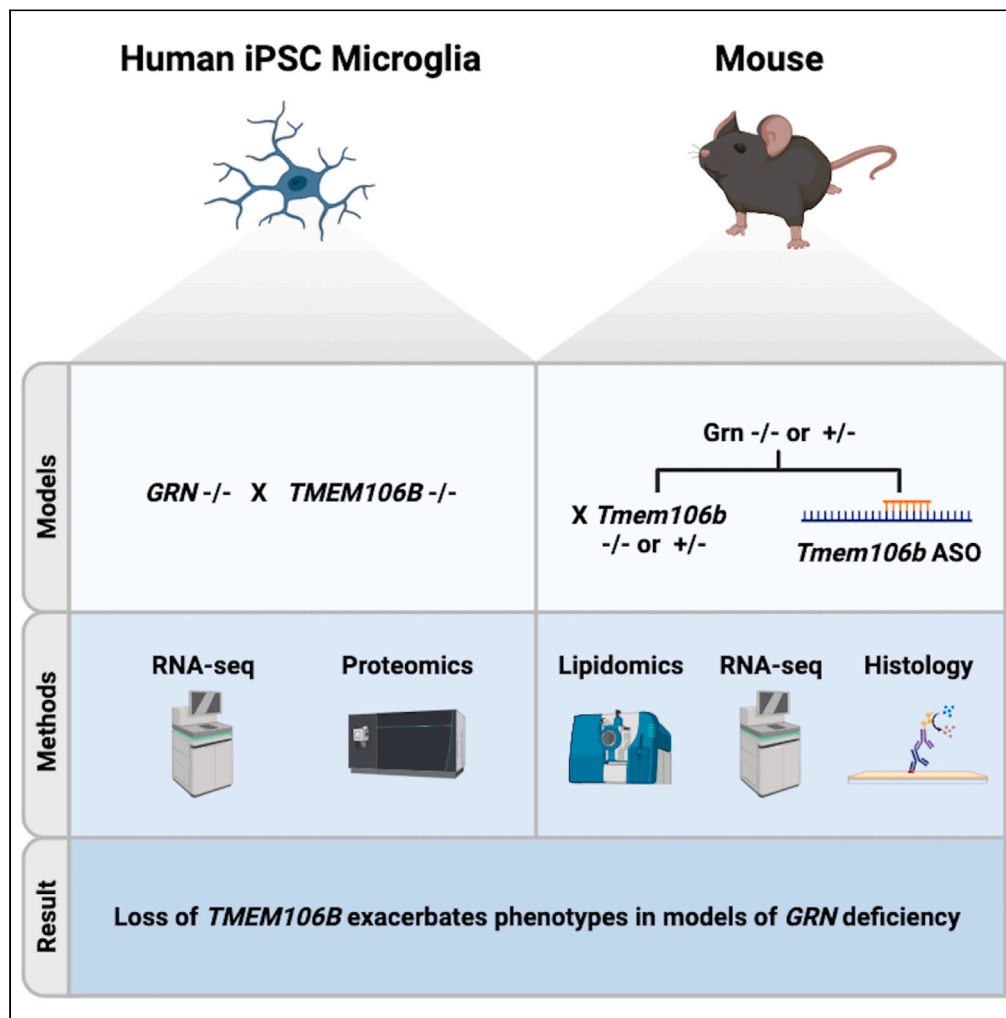 Human iPSC Microglia
Mouse
Models
GRN -/- X TMEM106B -/-
Grn -/- or +/-
X Tmem106b
-/- or +/-
Tmem106b ASO
Methods
RNA-seq
Proteomics
Lipidomics
RNA-seq
Histology
Result
Loss of TMEM106B exacerbates phenotypes in models of GRN deficiency